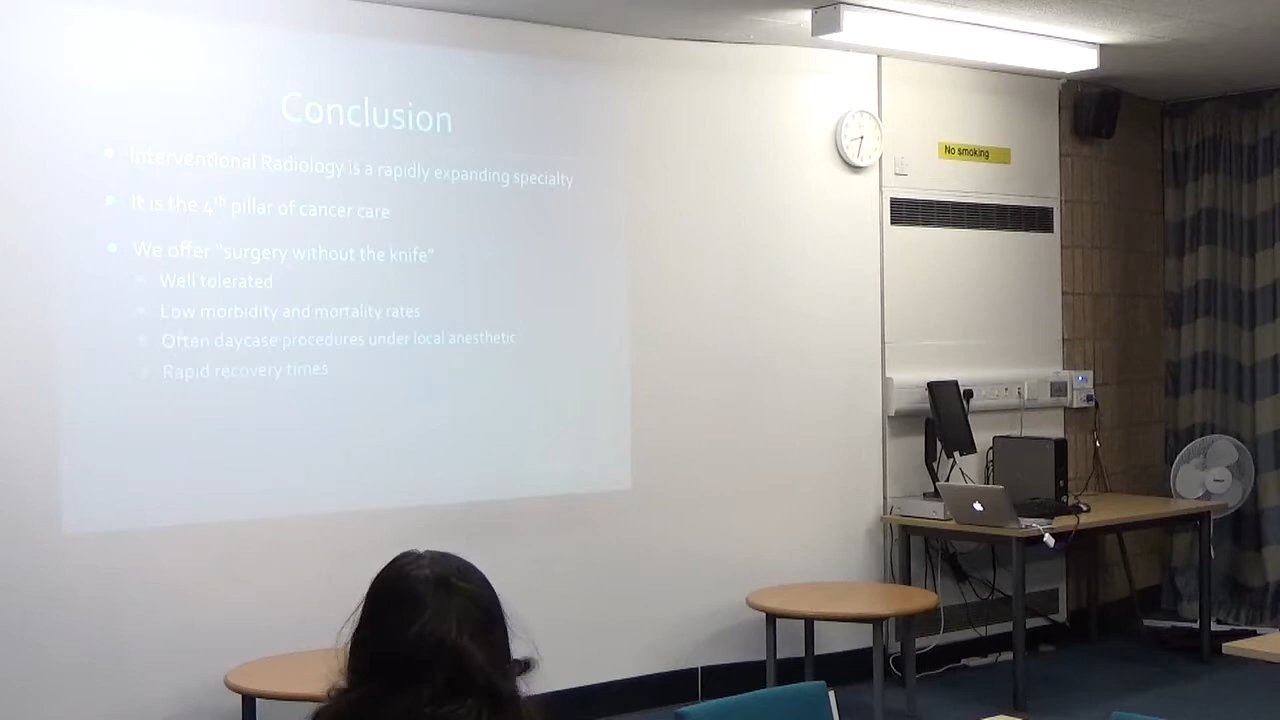 Conclusion
Interventional Radiology is a rapidly expanding specialty
It is the 4th pillar of cancer care
We offer "surgery without the knife"
Well tolerated
Low morbidity and mortality rates
Often daycase procedures under local anesthetic
Rapid recovery times
No smoking